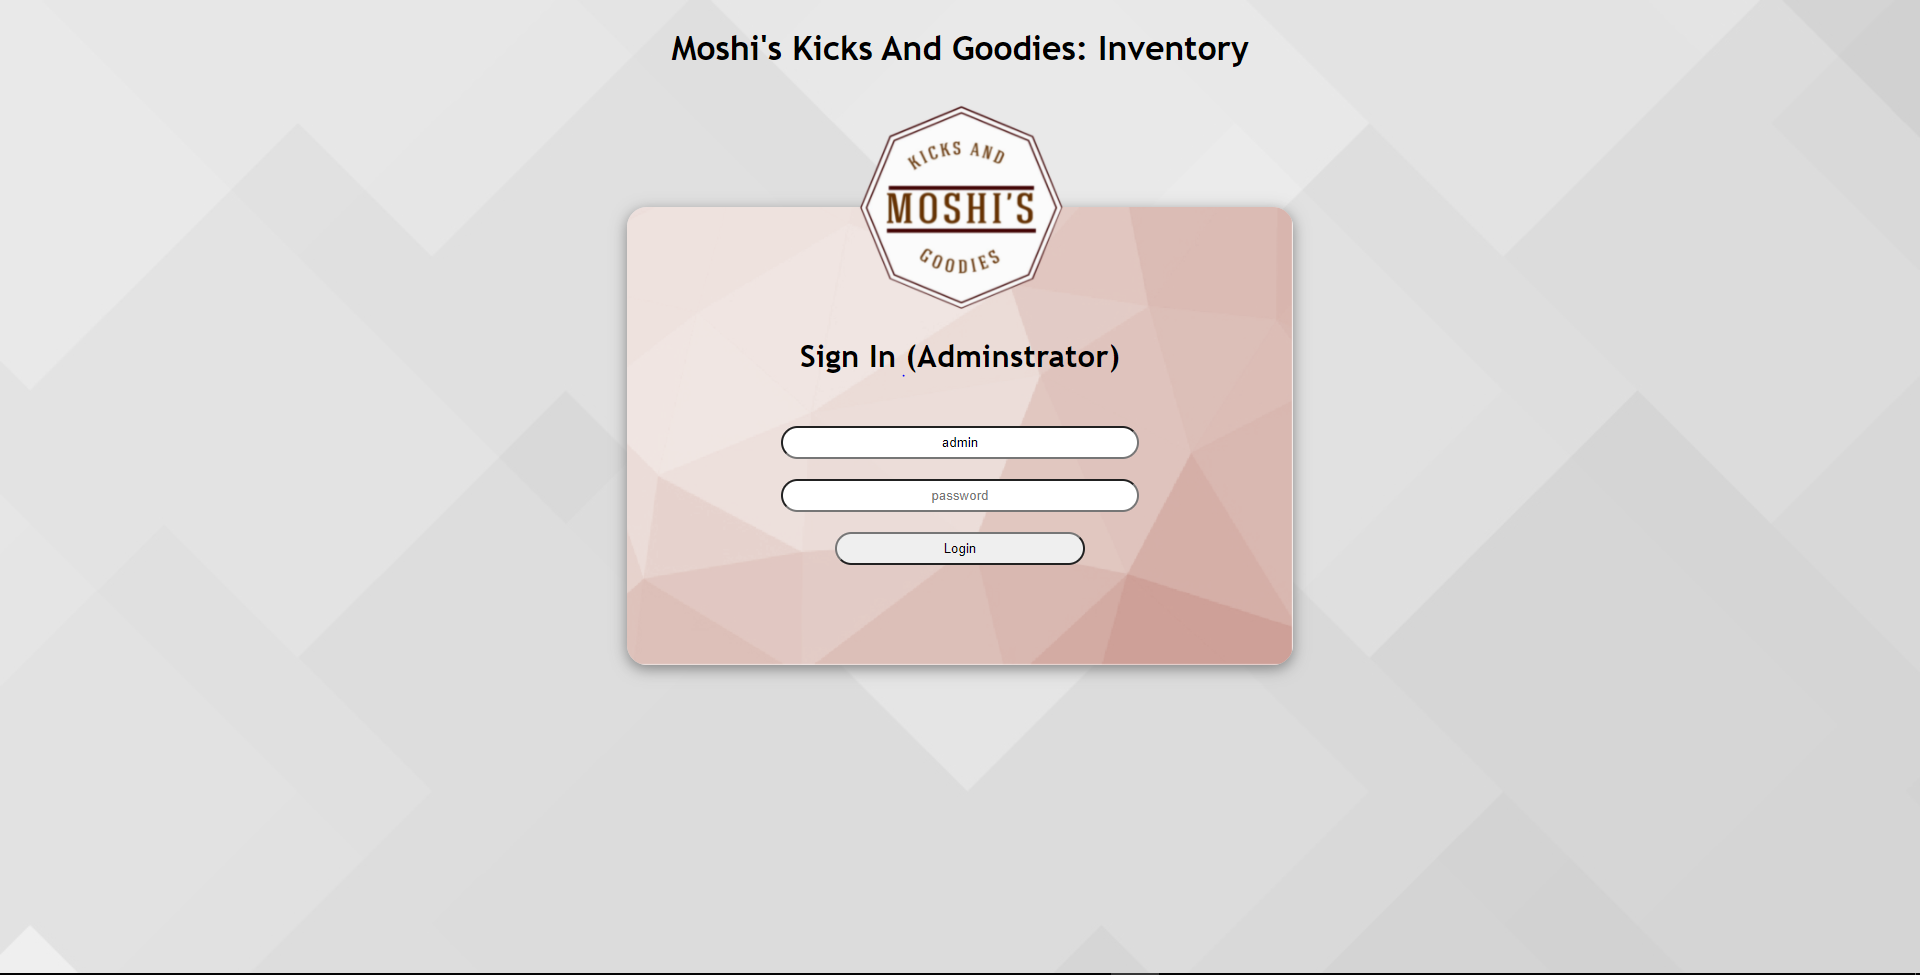 Moshi's Kicks And Goodies: Inventory
KICKS AND
MOSHI'S
GOODIES
Sign In (Adminstrator)
admin
password
Login